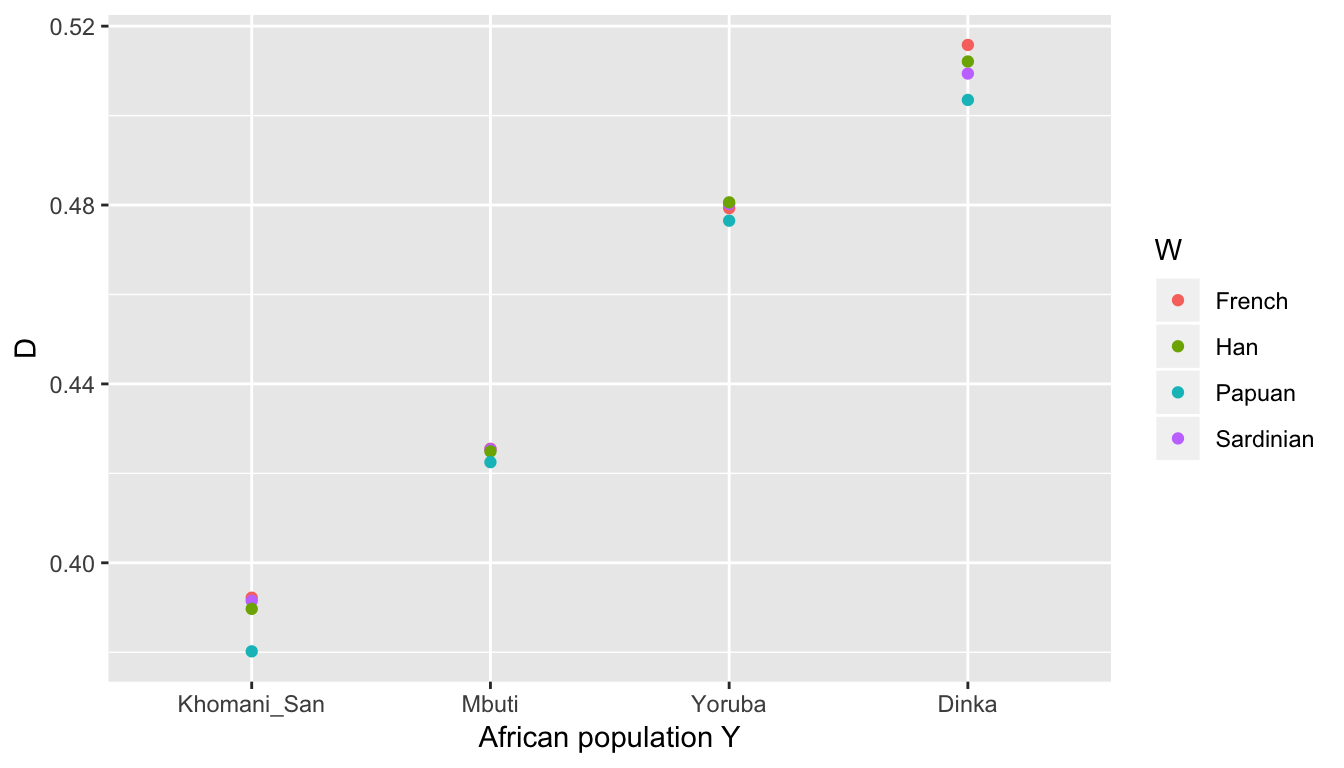 0.52
0.48
0.44
0.40
D
Khomani_San Mbuti Yoruba Dinka
African population Y
W
French
Han
Papuan
Sardinian